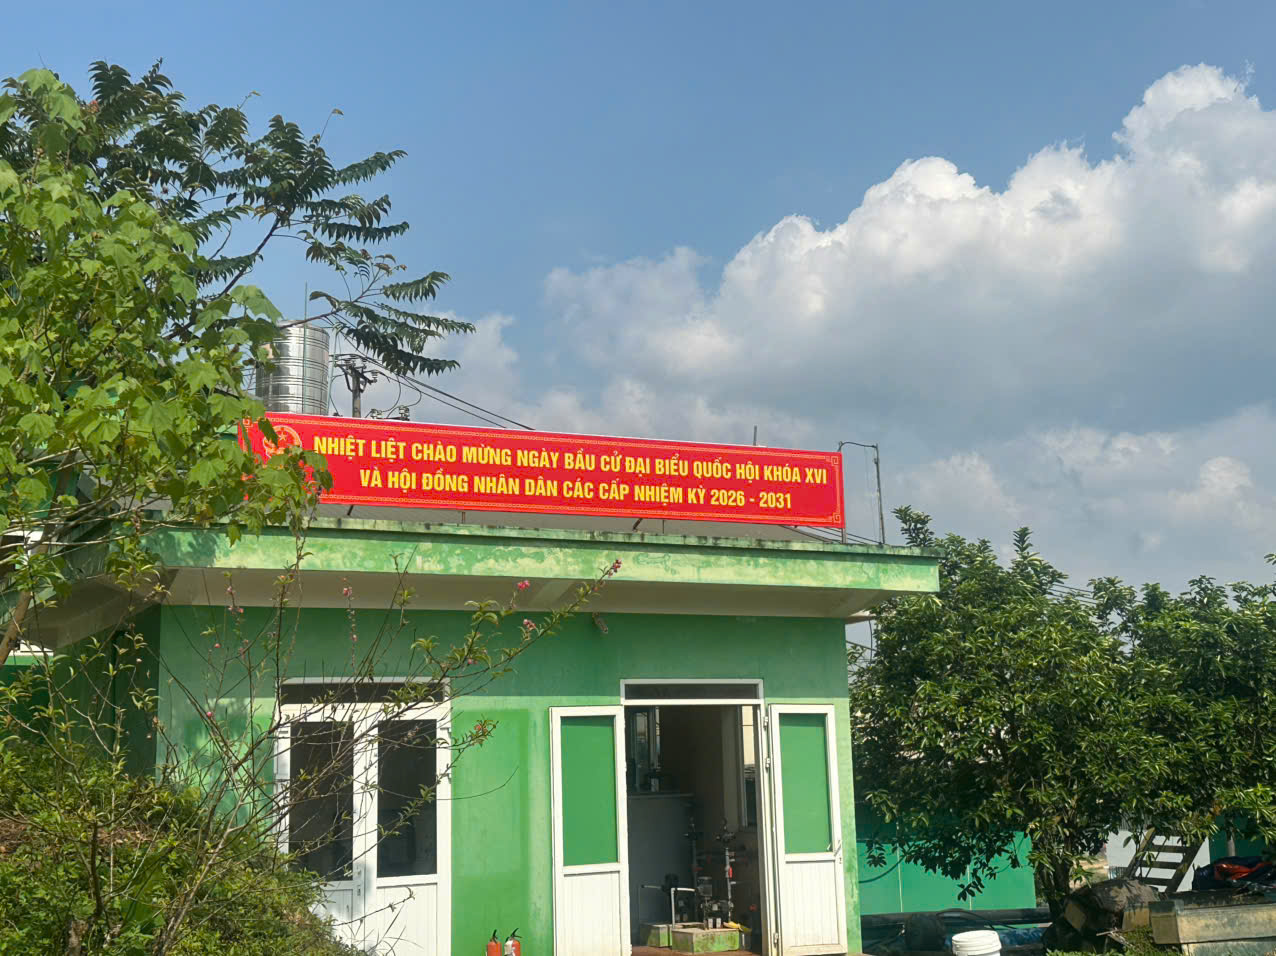 NHIỆT LIỆT CHÀO MỪNG NGÀY BẦU CỬ ĐẠI BIỂU QUỐC HỘI KHÓA XVI
VÀ HỘI ĐỒNG NHÂN DÂN CÁC CẤP NHIỆM KỲ 2026 - 2031